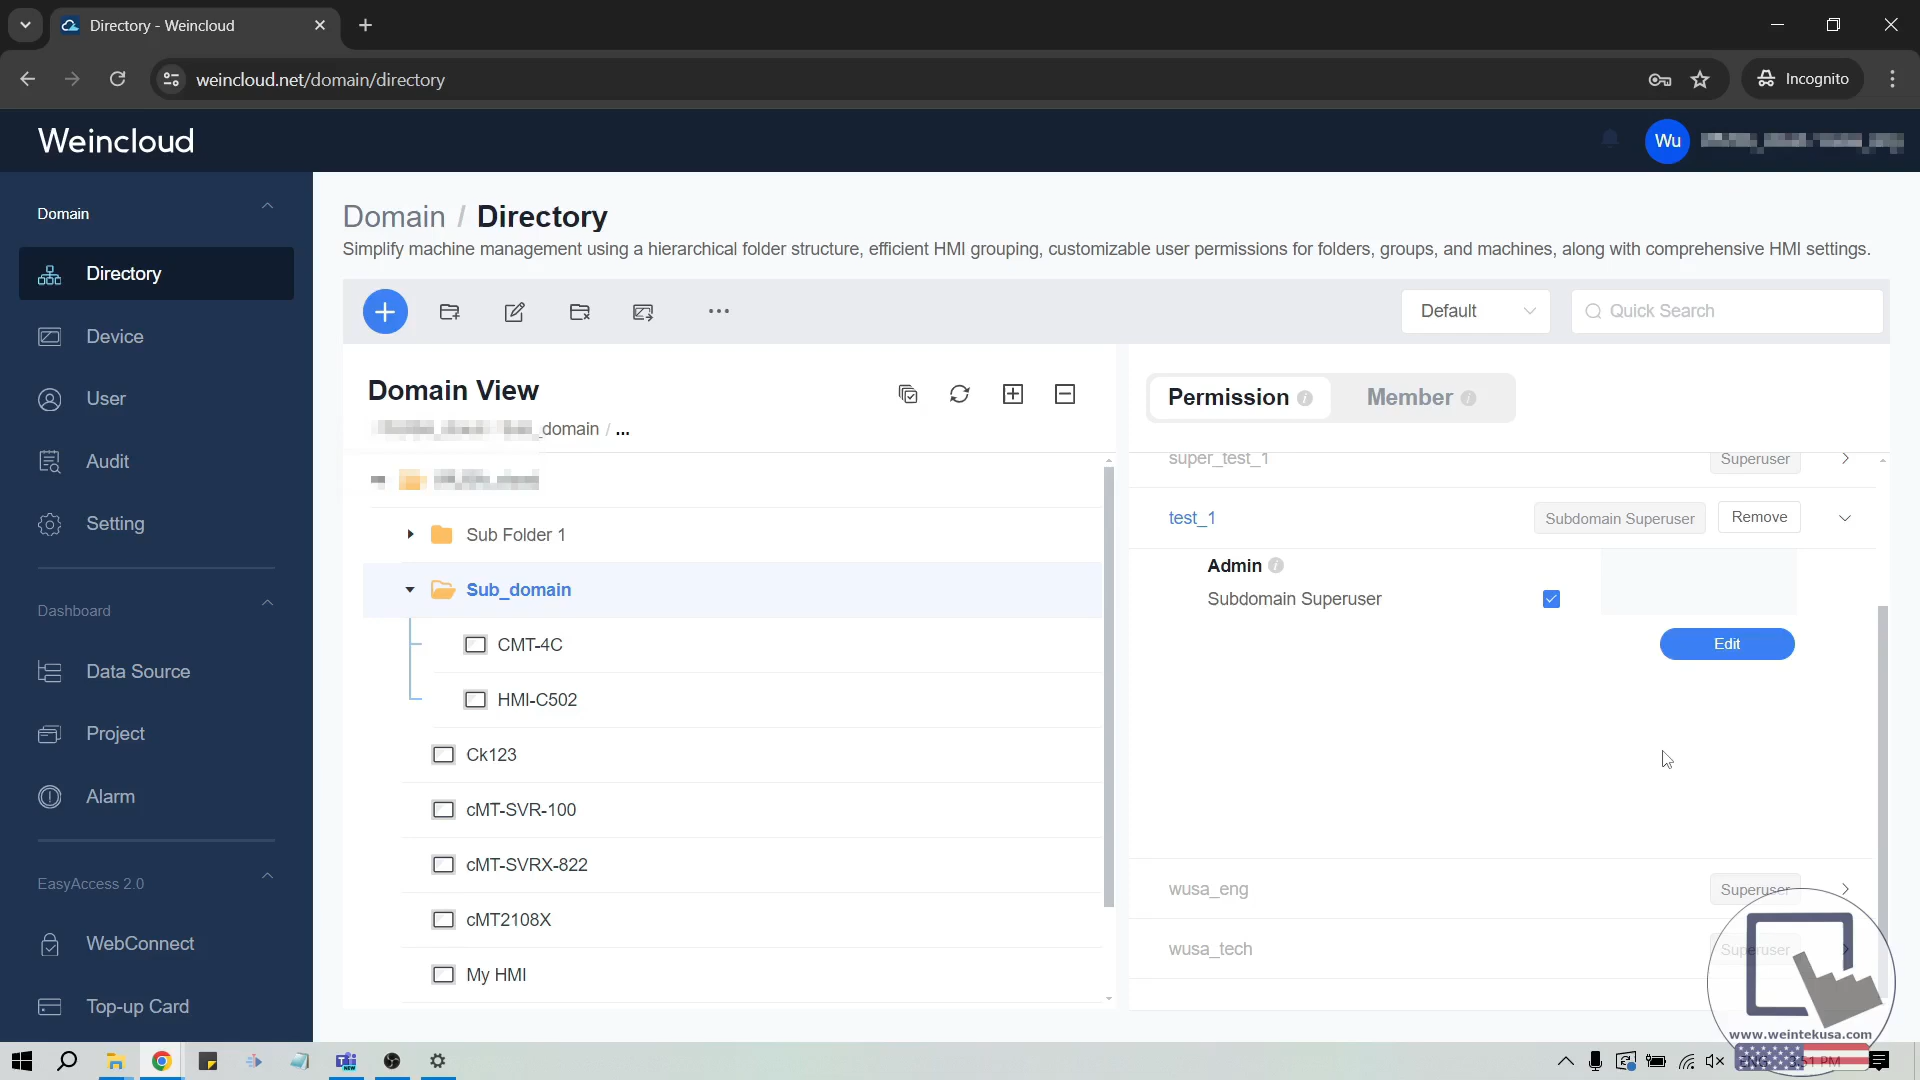 Directory - Weincloud
weincloud.net/domain/directory
Incognito
Weincloud
Wu
Domain
Directory
Device
User
Audit
Setting
Dashboard
Data Source
Project
Alarm
EasyAccess 2.0
WebConnect
Top-up Card
Domain / Directory
Simplify machine management using a hierarchical folder structure, efficient HMI grouping, customizable user permissions for folders, groups, and machines, along with comprehensive HMI settings.
Default
Quick Search
Domain View
_domain / ...
Sub Folder 1
Sub_domain
CMT-4C
HMI-C502
Ck123
cMT-SVR-100
cMT-SVRX-822
cMT2108X
My HMI
Permission
Member
super_test_1
Superuser
test_1
Subdomain Superuser
Remove
Admin
Subdomain Superuser
Edit
wusa_eng
Superuser
wusa_tech
Superuser
www.weintekusa.com
NEW